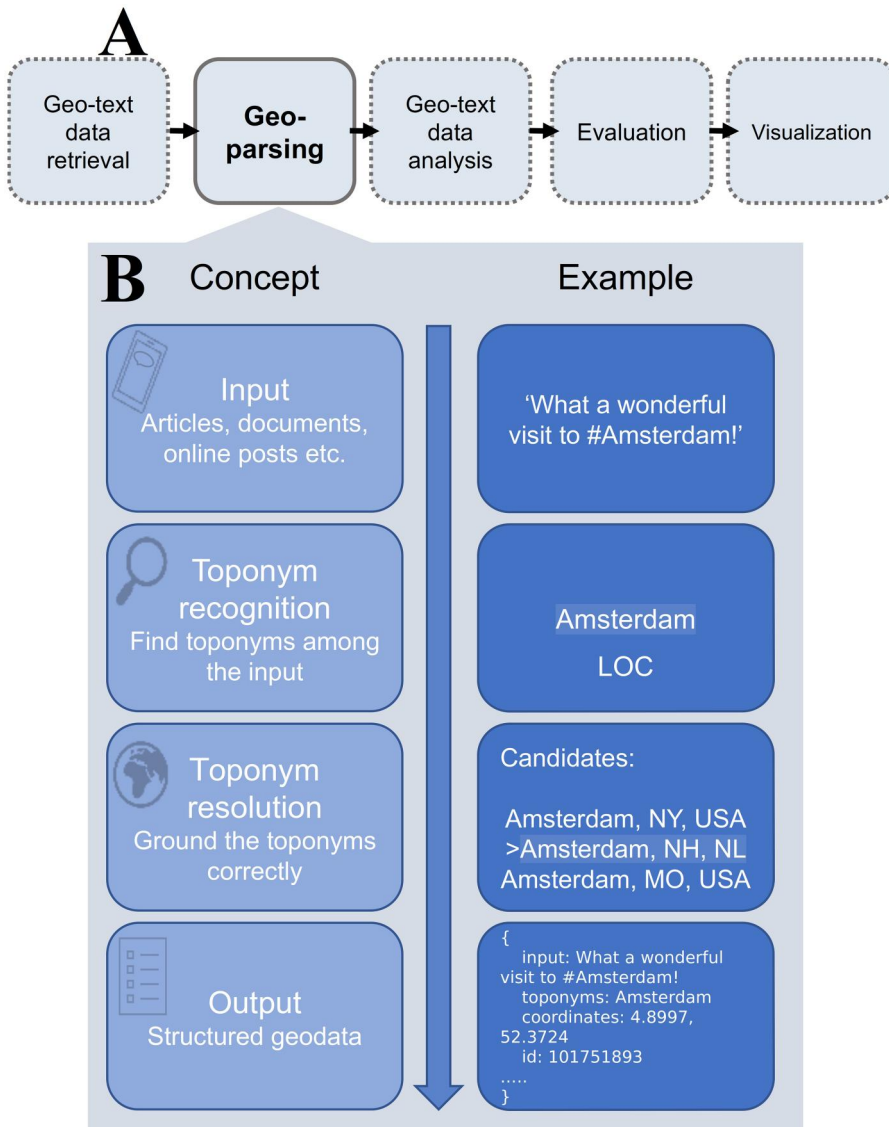 A
Geo-text
data
retrieval
Geo-
parsing
Geo-text
data
analysis
Evaluation
Visualization
B
Concept
Example
Input
Articles, documents,
online posts etc.
‘What a wonderful
visit to #Amsterdam!’
Toponym
recognition
Find toponyms among
the input
Amsterdam
LOC
Toponym
resolution
Ground the toponyms
correctly
Candidates:
Amsterdam, NY, USA
>Amsterdam, NH, NL
Amsterdam, MO, USA
Output
Structured geodata
{
input: What a wonderful
visit to #Amsterdam!
toponyms: Amsterdam
coordinates: 4.8997,
52.3724
id: 101751893
.....
}